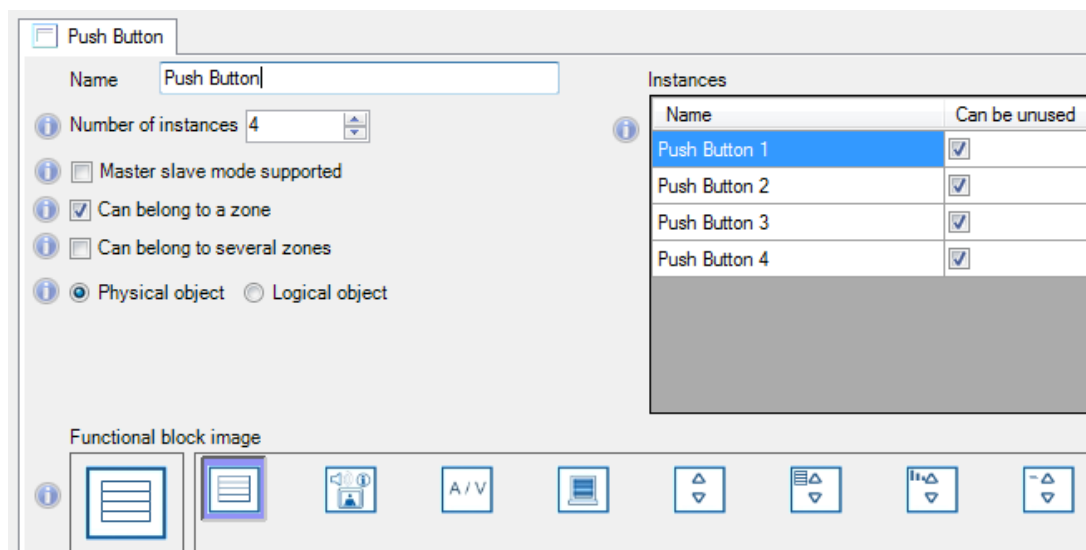 Push Button
Name Push Button
Number of instances 4
Master slave mode supported
Can belong to a zone
Can belong to several zones
Physical object Logical object
Instances
Name Can be unused
Push Button 1
Push Button 2
Push Button 3
Push Button 4
Functional block image
A / V